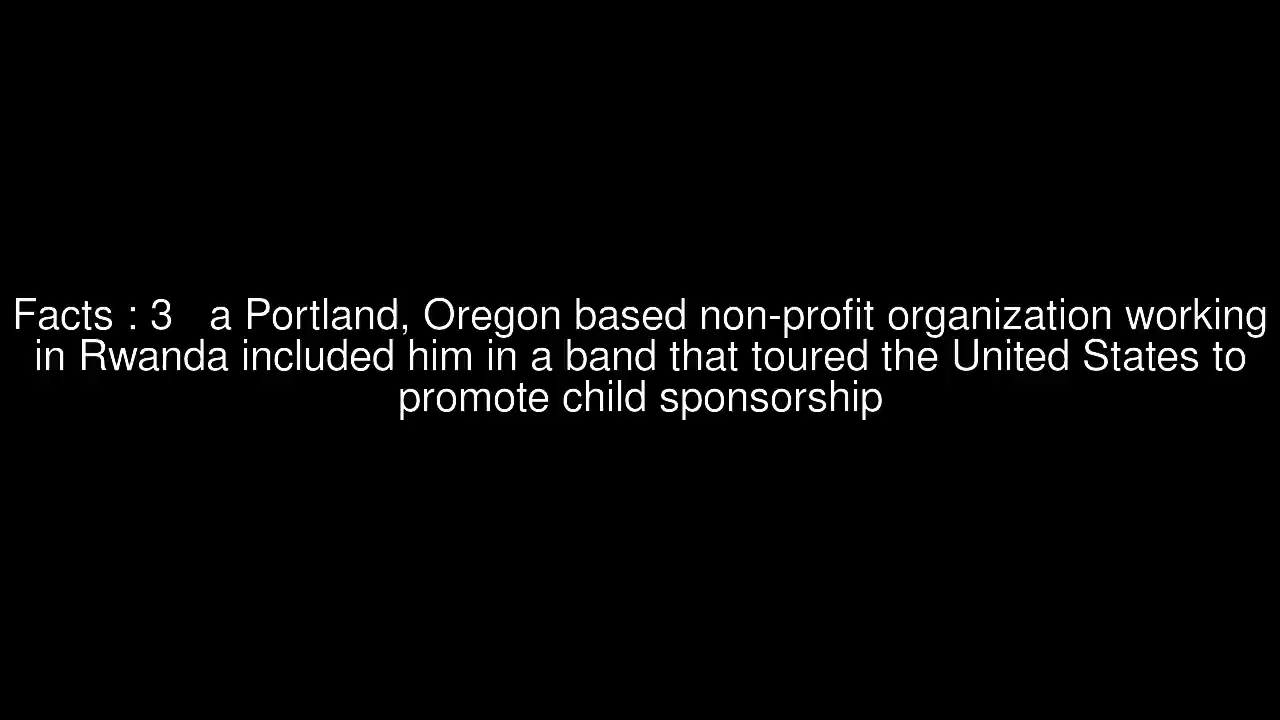 Facts : 3   a Portland, Oregon based non-profit organization working
in Rwanda included him in a band that toured the United States to
promote child sponsorship